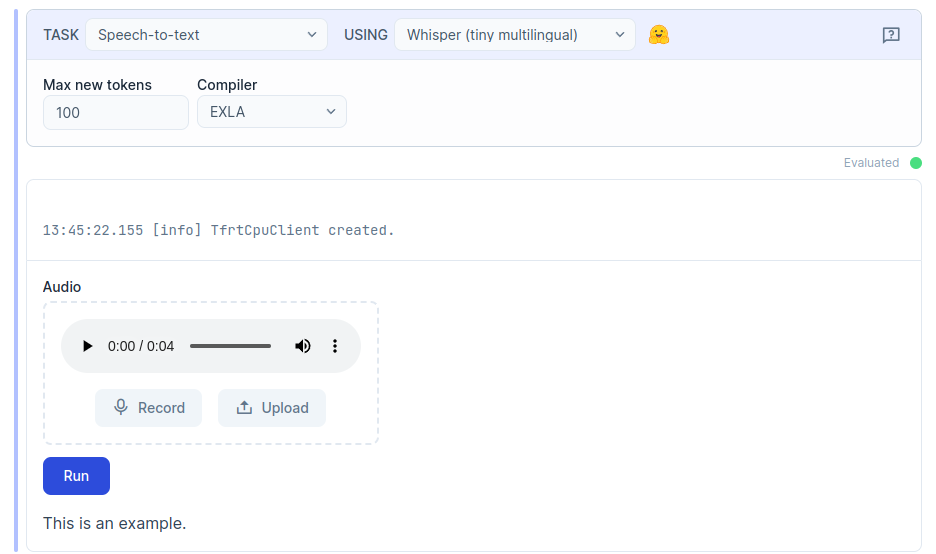 TASK Speech-to-text USING Whisper (tiny multilingual)
Max new tokens Compiler
100 EXLA
Evaluated
13:45:22.155 [info] TfrtCpuClient created.
Audio
0:00 / 0:04
Record Upload
Run
This is an example.